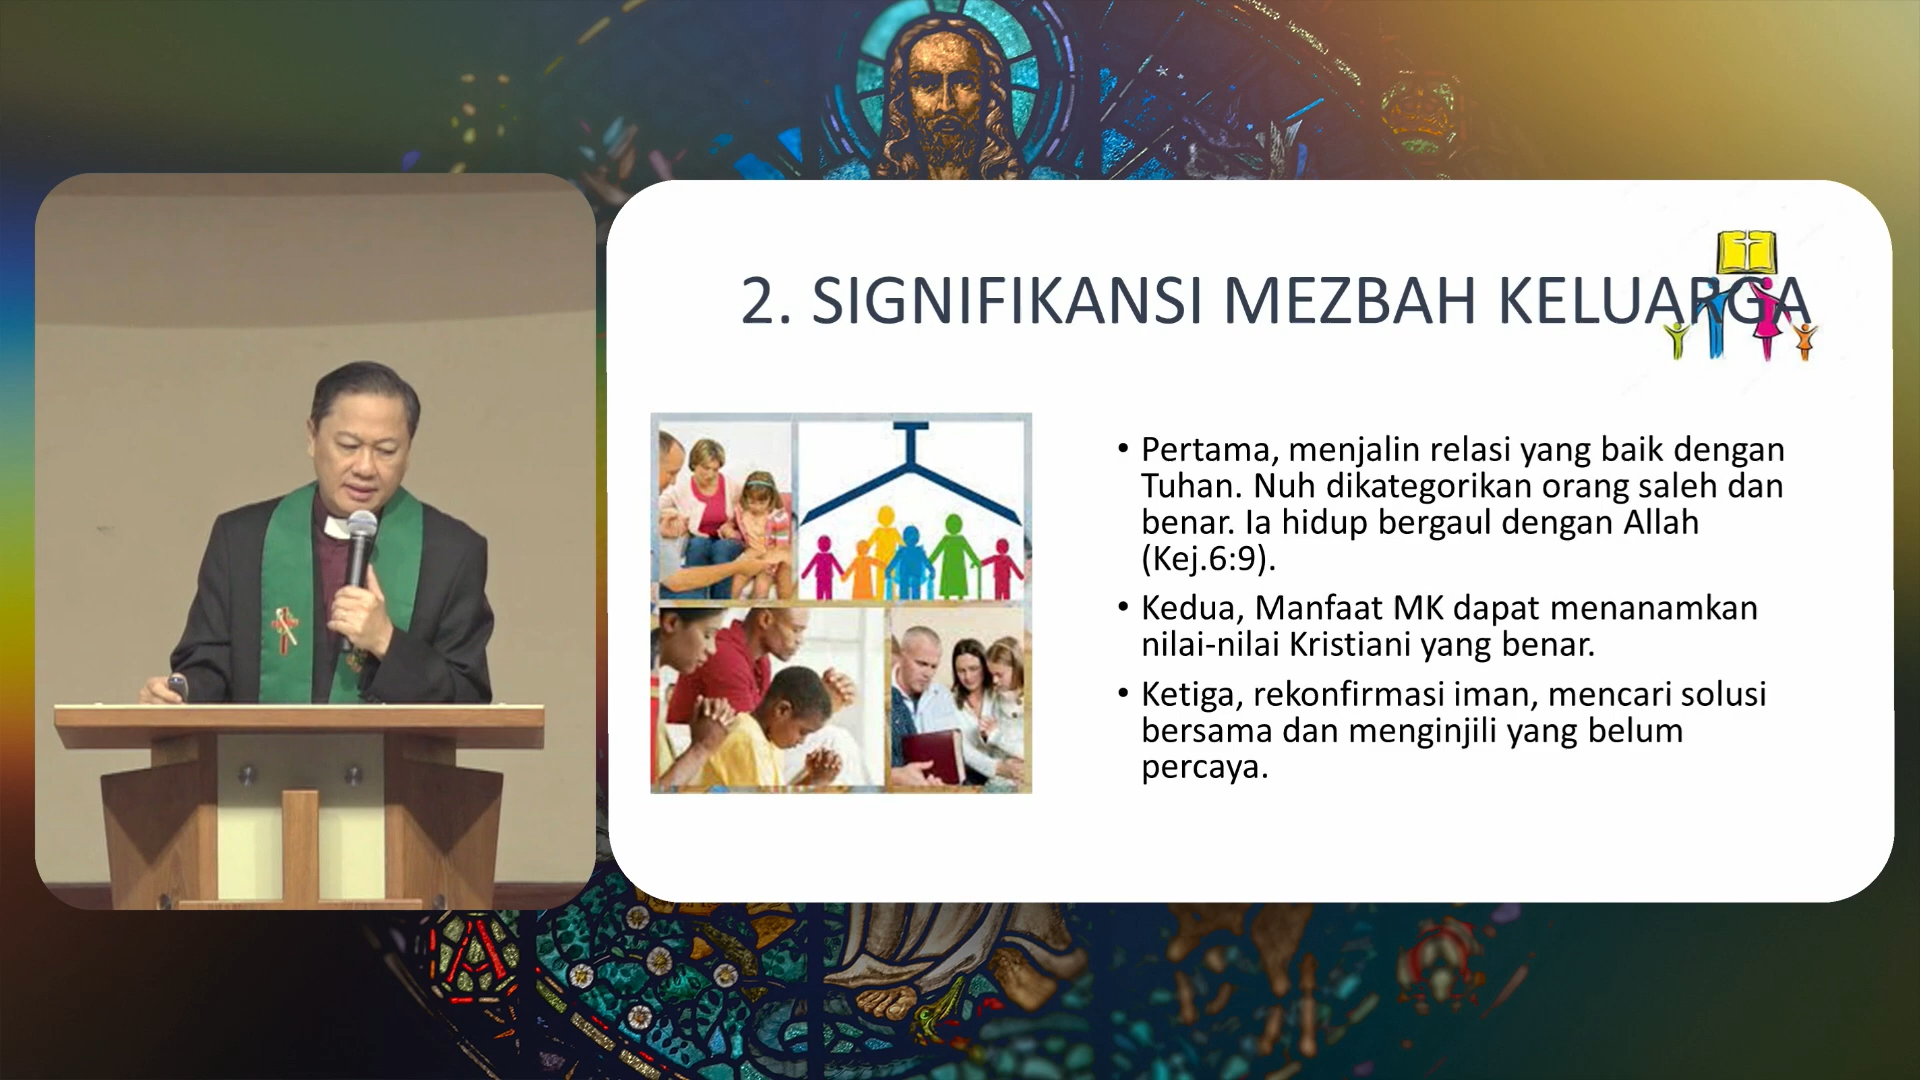 2. SIGNIFIKANSI MEZBAH KELUARGA
• Pertama, menjalin relasi yang baik dengan
Tuhan. Nuh dikategorikan orang saleh dan
benar. Ia hidup bergaul dengan Allah
(Kej.6:9).
• Kedua, Manfaat MK dapat menanamkan
nilai-nilai Kristiani yang benar.
• Ketiga, rekonfirmasi iman, mencari solusi
bersama dan menginjili yang belum
percaya.